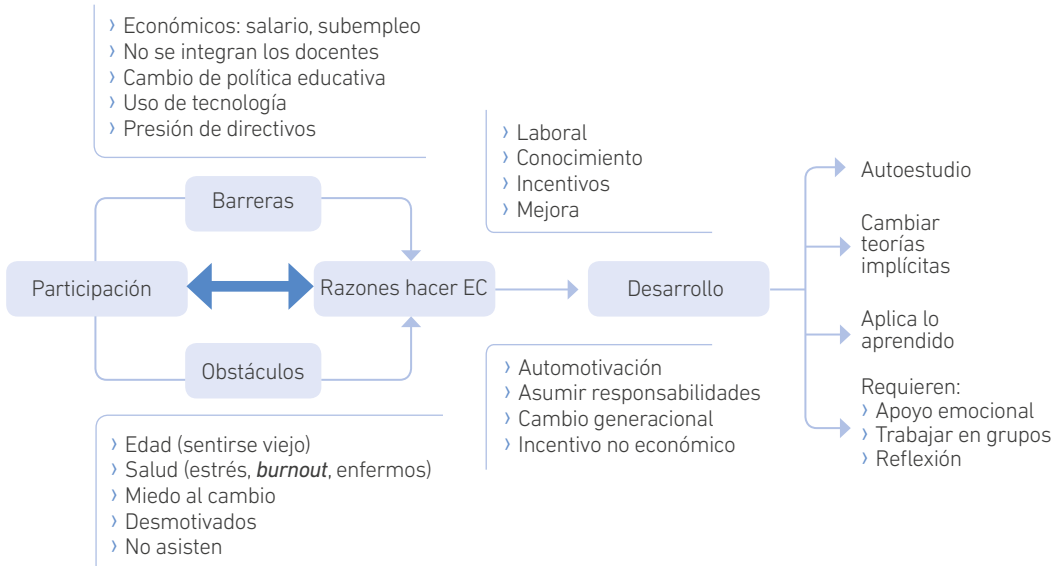 › Económicos: salario, subempleo
› No se integran los docentes
› Cambio de política educativa
› Uso de tecnología
› Presión de directivos
› Laboral
› Conocimiento
› Incentivos
› Mejora
Barreras
Participación
Razones hacer EC
Desarrollo
Obstáculos
› Edad (sentirse viejo)
› Salud (estrés, burnout, enfermos)
› Miedo al cambio
› Desmotivados
› No asisten
› Automotivación
› Asumir responsabilidades
› Cambio generacional
› Incentivo no económico
Autoestudio
Cambiar
teorías
implícitas
Aplica lo
aprendido
Requieren:
› Apoyo emocional
› Trabajar en grupos
› Reflexión